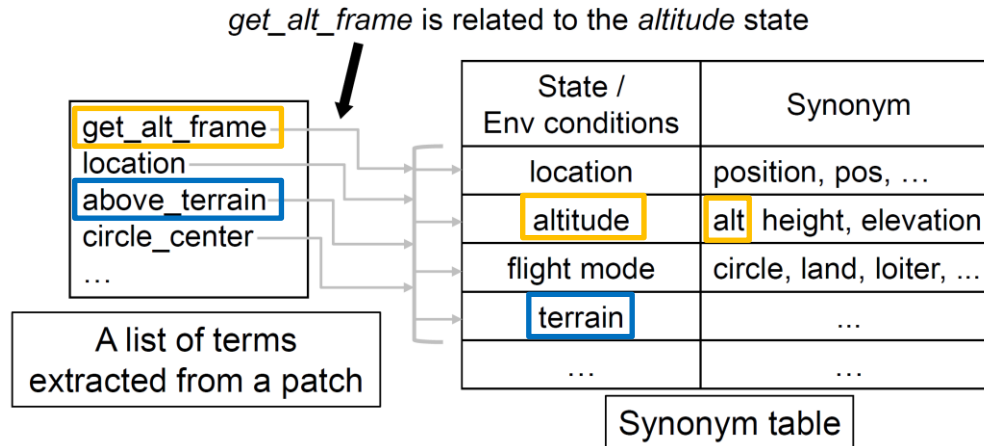 get_alt_frame is related to the altitude state
get_alt_frame
location
above_terrain
circle_center
…
A list of terms
extracted from a patch
State /
Env conditions
Synonym
location
position, pos, …
altitude
alt height, elevation
flight mode
circle, land, loiter, ...
terrain
...
…
…
Synonym table